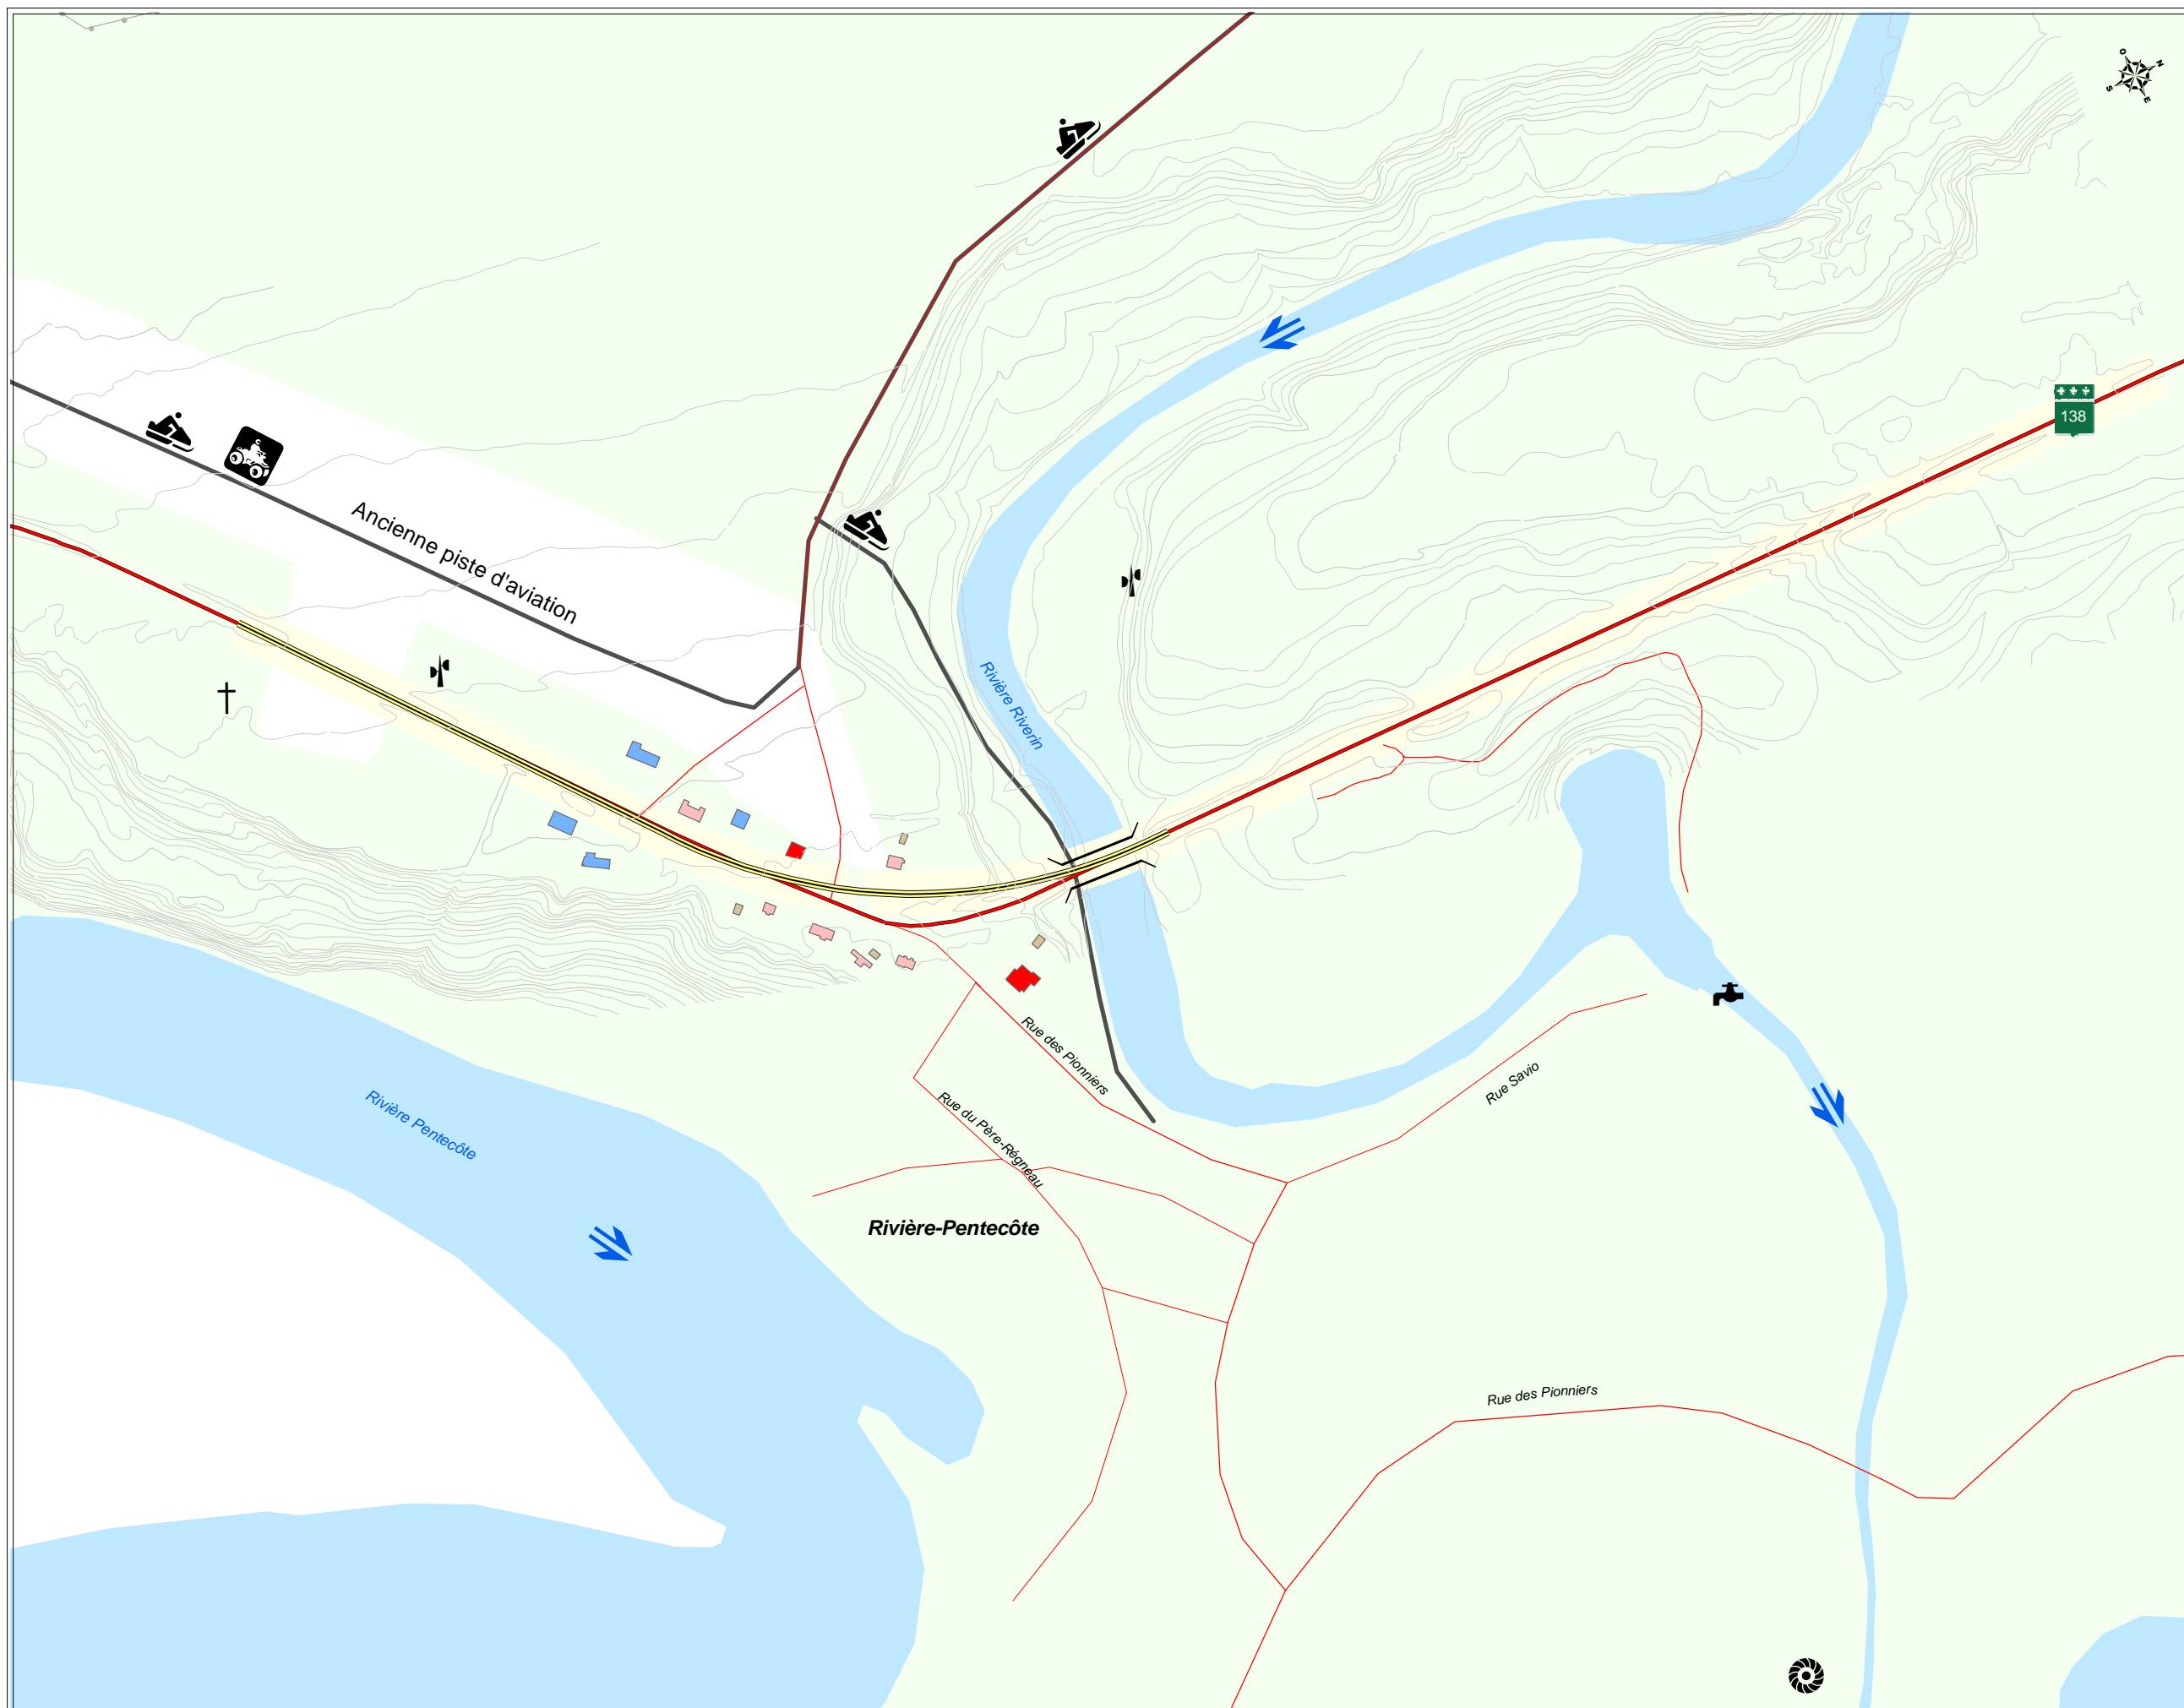 O
N
S
E
138
Ancienne piste d'aviation
Rivière Riverin
Rue des Pionniers
Rue Savio
Rivière Pentecôte
Rue du Père-Régneau
Rivière-Pentecôte
Rue des Pionniers